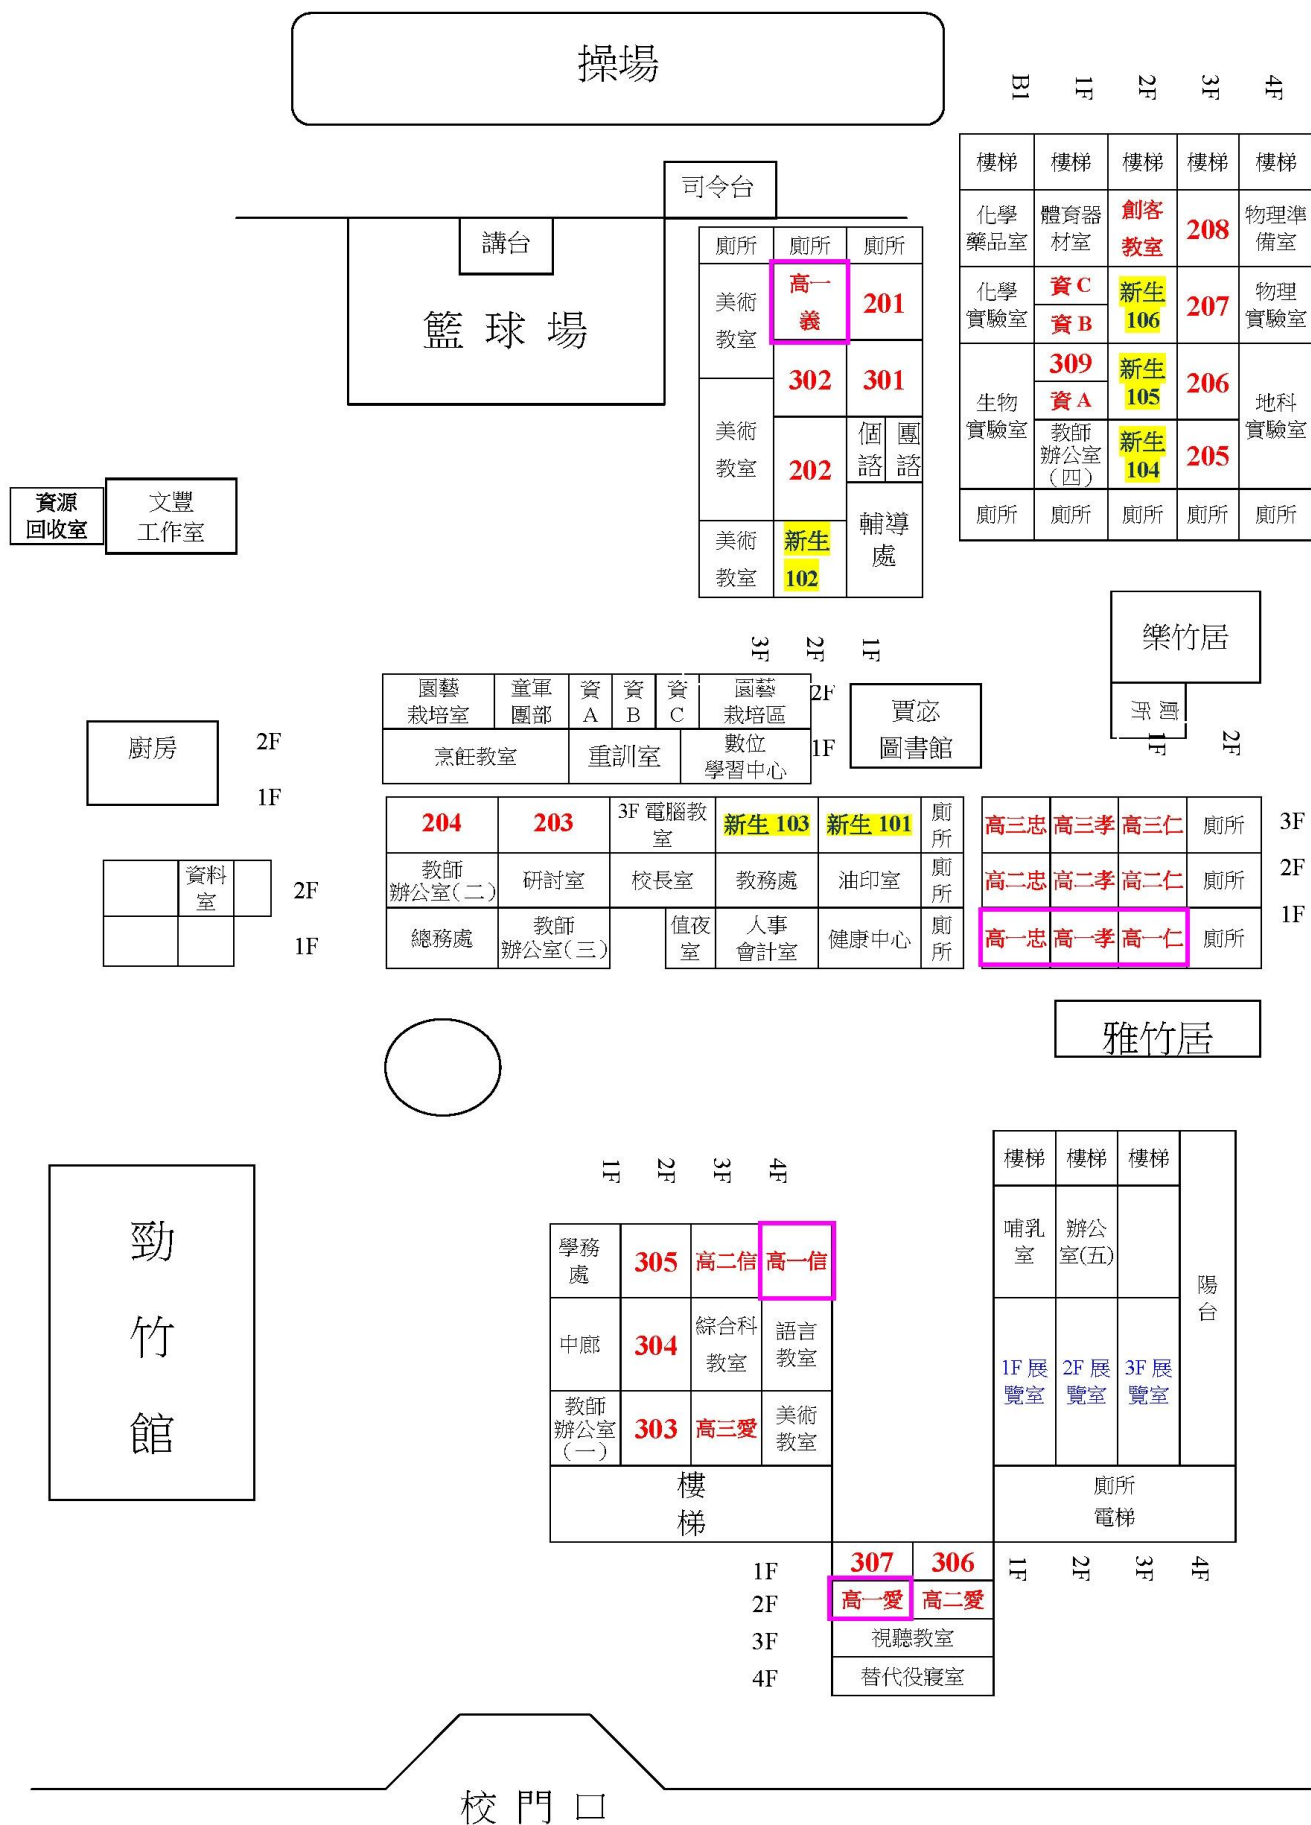 操場
B1
1F
2F
3F
4F
樓梯
樓梯
樓梯
樓梯
樓梯
化學
藥品室
體育器
材室
創客
教室
208
物理準
備室
化學
實驗室
資 C
資 B
新生
106
207
物理
實驗室
生物
實驗室
309
資 A
新生
105
206
地科
實驗室
教師
辦公室
(四)
新生
104
205
廁所
廁所
廁所
廁所
廁所
司令台
講台
籃 球 場
廁所
廁所
廁所
美術
教室
高一
義
201
302
301
美術
教室
202
個
諮
團
諮
美術
教室
新生
102
輔導
處
3F
2F
1F
資源
回收室
文豐
工作室
樂竹居
廁
所
1F
2F
園藝
栽培室
童軍
團部
資
A
資
B
資
C
園藝
栽培區
2F
烹飪教室
重訓室
數位
學習中心
1F
賈宓
圖書館
廚房
2F
1F
204
203
3F 電腦教
室
新生 103
新生 101
廁
所
教師
辦公室(二)
研討室
校長室
教務處
油印室
廁
所
總務處
教師
辦公室(三)
值夜
室
人事
會計室
健康中心
廁
所
高三忠
高三孝
高三仁
廁所
3F
高二忠
高二孝
高二仁
廁所
2F
高一忠
高一孝
高一仁
廁所
1F
資料
室
2F
1F
雅竹居
勁
竹
館
1F
2F
3F
4F
學務
處
305
高二信
高一信
中廊
304
綜合科
教室
語言
教室
教師
辦公室
(一)
303
高三愛
美術
教室
樓
梯
樓梯
樓梯
樓梯
哺乳
室
辦公
室(五)
陽
台
1F 展
覽室
2F 展
覽室
3F 展
覽室
廁所
電梯
1F
2F
3F
4F
1F
307
306
2F
高一愛
高二愛
3F
視聽教室
4F
替代役寢室
校 門 口